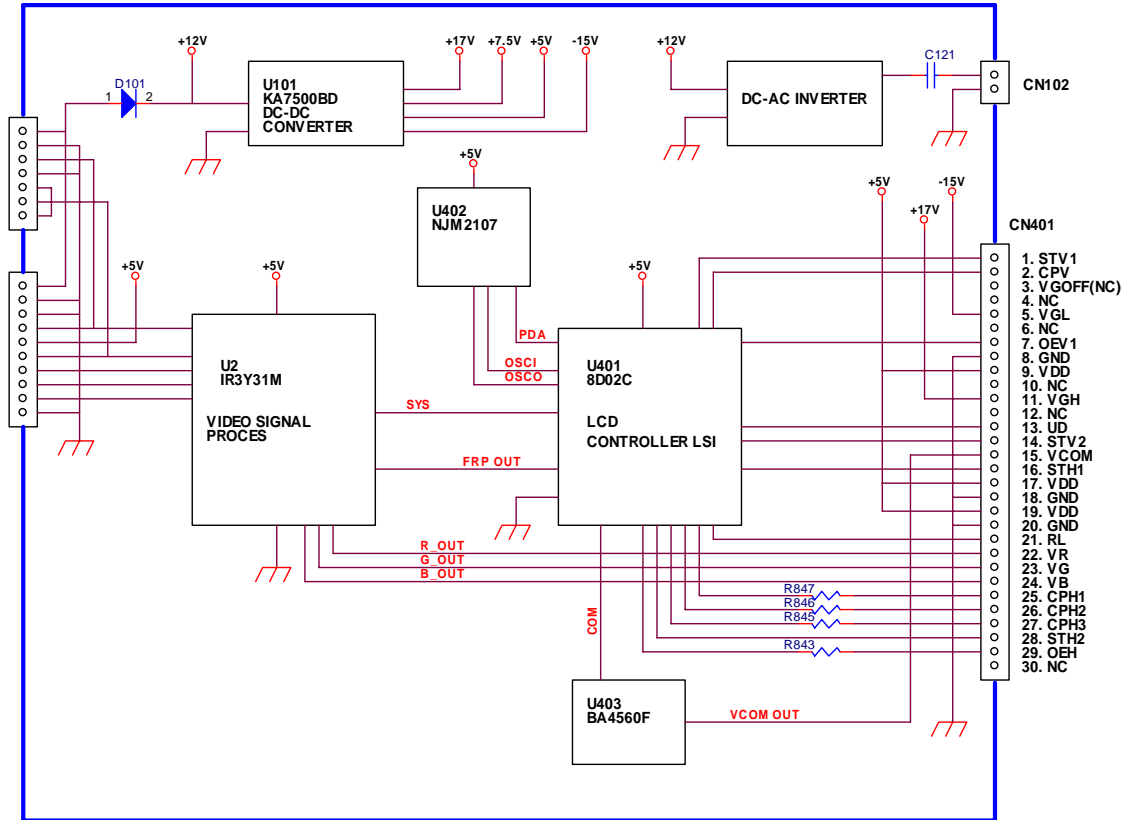 +12V
+17V
+7.5V
+5V
-15V
+12V
C121
D101
1
2
U101
KA7500BD
DC-DC
CONVERTER
DC-AC INVERTER
CN102
+5V
U402
NJM2107
+5V
-15V
+17V
CN401
+5V
+5V
+5V
1. STV1
2. CPV
3. VGOFF(NC)
4. NC
5. VGL
6. NC
7. OEV1
8. GND
9. VDD
10. NC
11. VGH
12. NC
13. UD
14. STV2
15. VCOM
16. STH1
17. VDD
18. GND
19. VDD
20. GND
21. RL
22. VR
23. VG
24. VB
25. CPH1
26. CPH2
27. CPH3
28. STH2
29. OEH
30. NC
PDA
OSCI
OSCO
U2
IR3Y31M
VIDEO SIGNAL
PROCES
SYS
FRP OUT
U401
8D02C
LCD
CONTROLLER LSI
R_OUT
G_OUT
B_OUT
R847
R846
R845
R843
COM
U403
BA4560F
VCOM OUT